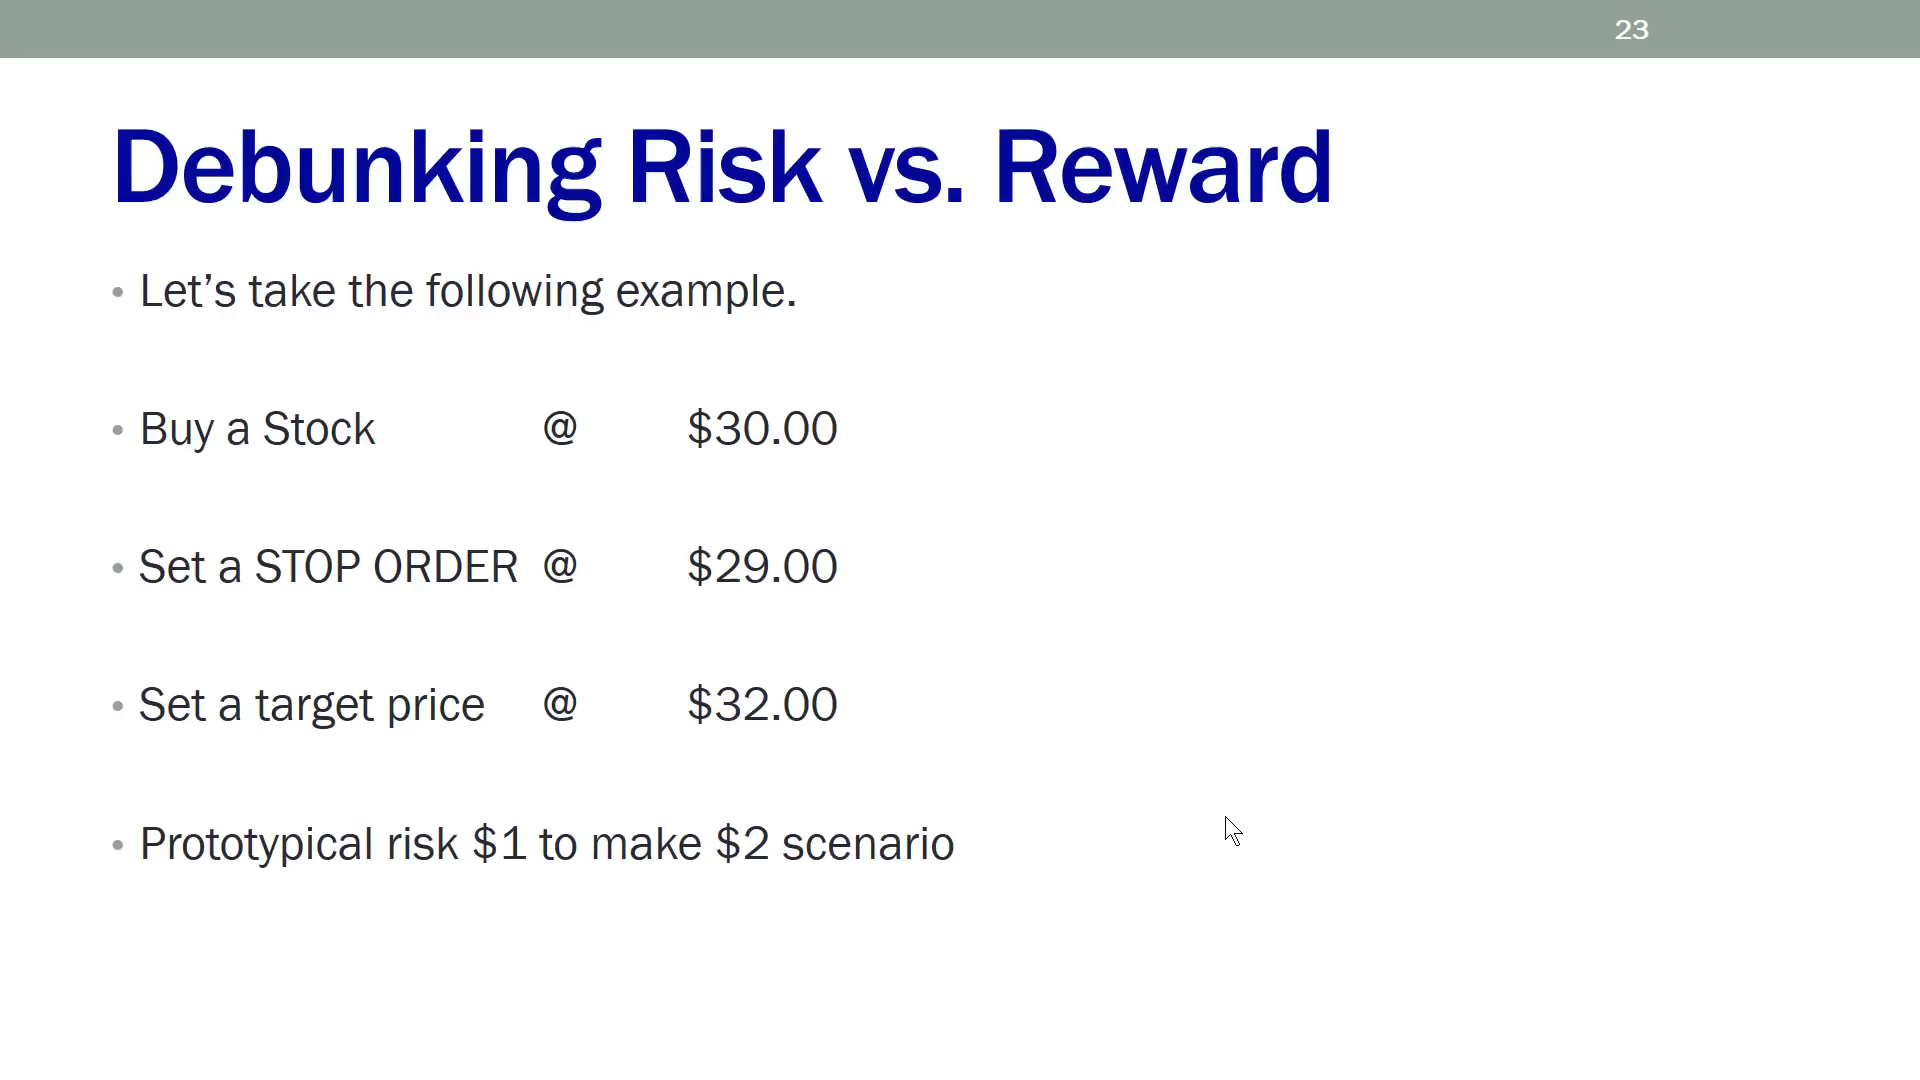 23
Debunking Risk vs. Reward
• Let’s take the following example.
• Buy a Stock @ $30.00
• Set a STOP ORDER @ $29.00
• Set a target price @ $32.00
• Prototypical risk $1 to make $2 scenario